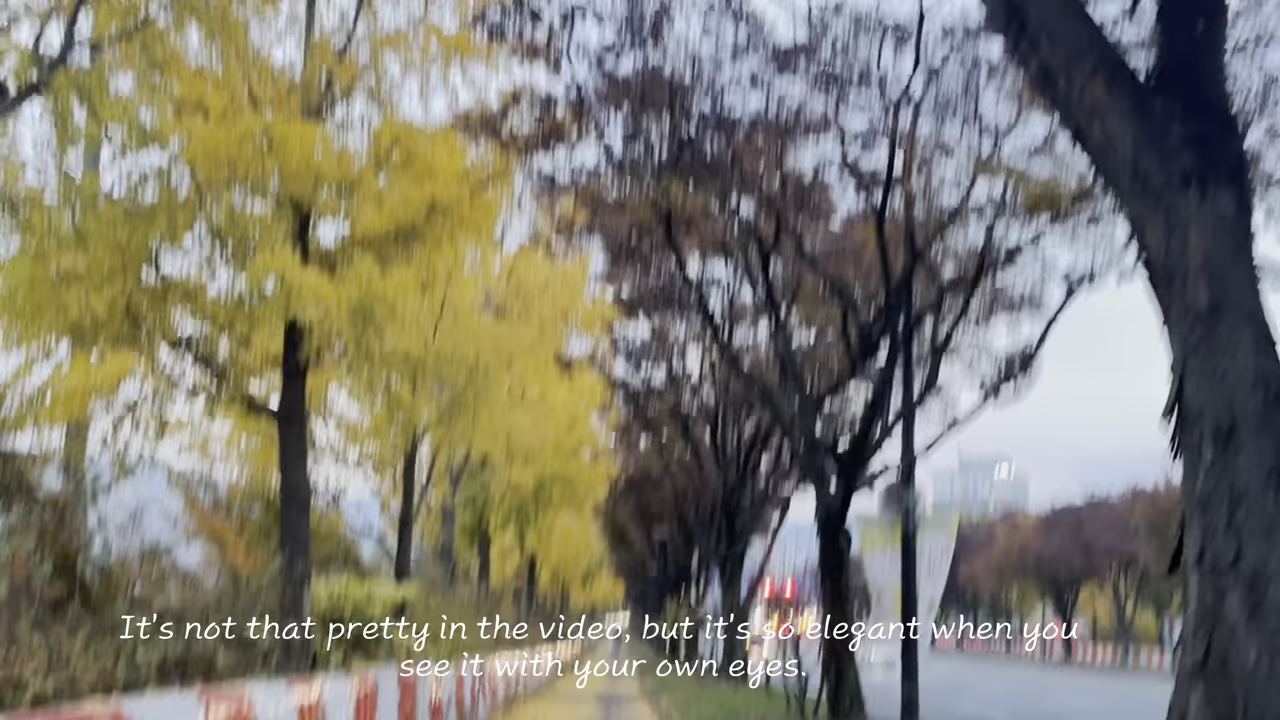 It's not that pretty in the video, but it's so elegant when you
see it with your own eyes.